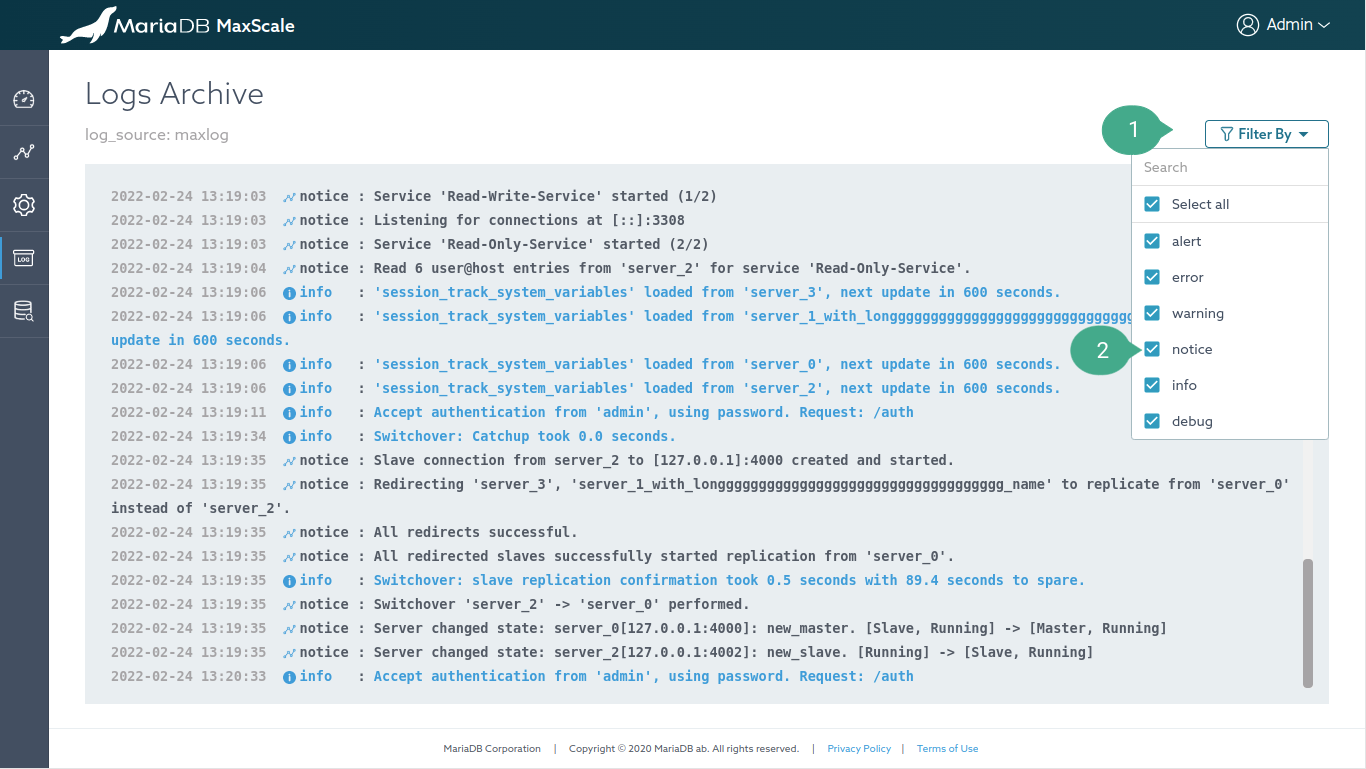 MariaDB MaxScale
Admin
Logs Archive
log_source: maxlog
1
Filter By
Search
Select all
alert
error
warning
2
notice
info
debug
2022-02-24 13:19:03 notice : Service 'Read-Write-Service' started (1/2)
2022-02-24 13:19:03 notice : Listening for connections at [::]:3308
2022-02-24 13:19:03 notice : Service 'Read-Only-Service' started (2/2)
2022-02-24 13:19:04 notice : Read 6 user@host entries from 'server_2' for service 'Read-Only-Service'.
2022-02-24 13:19:06 info : 'session_track_system_variables' loaded from 'server_3', next update in 600 seconds.
2022-02-24 13:19:06 info : 'session_track_system_variables' loaded from 'server_1_with_longggggggggggggggggggggggggggggg
update in 600 seconds.
2022-02-24 13:19:06 info : 'session_track_system_variables' loaded from 'server_0', next update in 600 seconds.
2022-02-24 13:19:06 info : 'session_track_system_variables' loaded from 'server_2', next update in 600 seconds.
2022-02-24 13:19:11 info : Accept authentication from 'admin', using password. Request: /auth
2022-02-24 13:19:34 info : Switchover: Catchup took 0.0 seconds.
2022-02-24 13:19:35 notice : Slave connection from server_2 to [127.0.0.1]:4000 created and started.
2022-02-24 13:19:35 notice : Redirecting 'server_3', 'server_1_with_longggggggggggggggggggggggggggggggggggg_name' to replicate from 'server_0'
instead of 'server_2'.
2022-02-24 13:19:35 notice : All redirects successful.
2022-02-24 13:19:35 notice : All redirected slaves successfully started replication from 'server_0'.
2022-02-24 13:19:35 info : Switchover: slave replication confirmation took 0.5 seconds with 89.4 seconds to spare.
2022-02-24 13:19:35 notice : Switchover 'server_2' -> 'server_0' performed.
2022-02-24 13:19:35 notice : Server changed state: server_0[127.0.0.1:4000]: new_master. [Slave, Running] -> [Master, Running]
2022-02-24 13:19:35 notice : Server changed state: server_2[127.0.0.1:4002]: new_slave. [Running] -> [Slave, Running]
2022-02-24 13:20:33 info : Accept authentication from 'admin', using password. Request: /auth
LOG
MariaDB Corporation | Copyright © 2020 MariaDB ab. All rights reserved. | Privacy Policy | Terms of Use